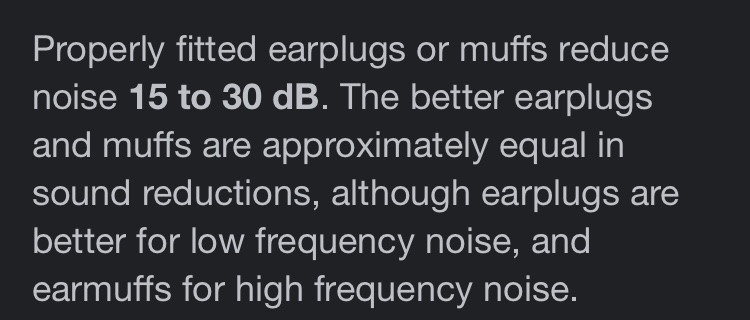 Properly fitted earplugs or muffs reduce
noise 15 to 30 dB. The better earplugs
and muffs are approximately equal in
sound reductions, although earplugs are
better for low frequency noise, and
earmuffs for high frequency noise.